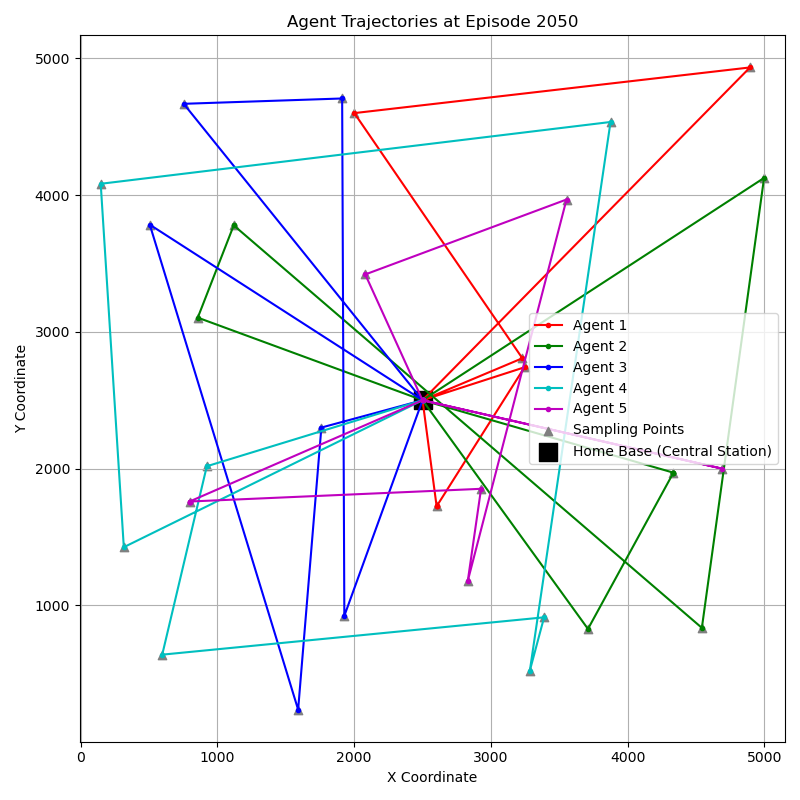 Agent Trajectories at Episode 2050
5000
4000
3000
2000
1000
Y Coordinate
Agent 1
Agent 2
Agent 3
Agent 4
Agent 5
Sampling Points
Home Base (Central Station)
0 1000 2000 3000 4000 5000
X Coordinate